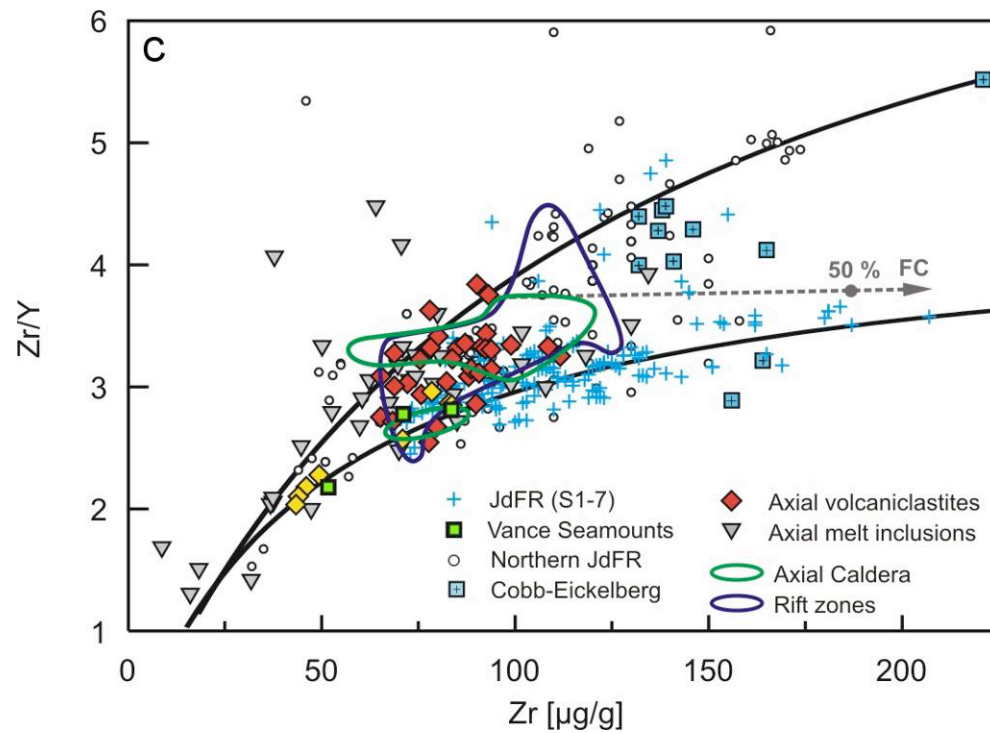 C
6
5
4
3
2
1
Zr/Y
50 % FC
JdFR (S1-7)
Vance Seamounts
Northern JdFR
Cobb-Eickelberg
Axial volcaniclastites
Axial melt inclusions
Axial Caldera
Rift zones
0 50 100 150 200
Zr [µg/g]